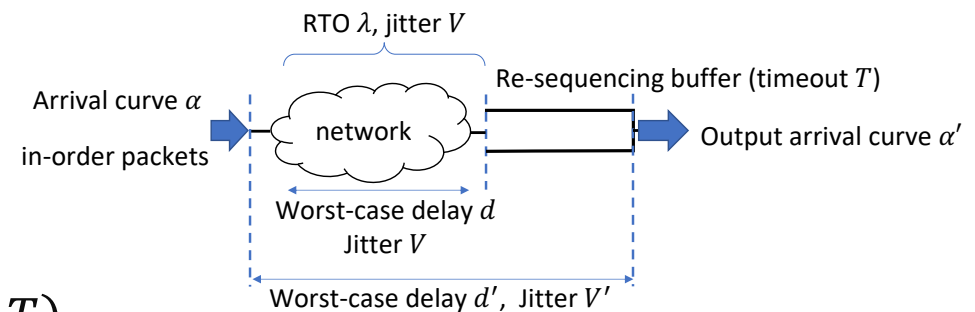 RTO λ, jitter V
Re-sequencing buffer (timeout T)
Arrival curve α
in-order packets
network
Output arrival curve α′
Worst-case delay d
Jitter V
Worst-case delay d′, Jitter V′
T)